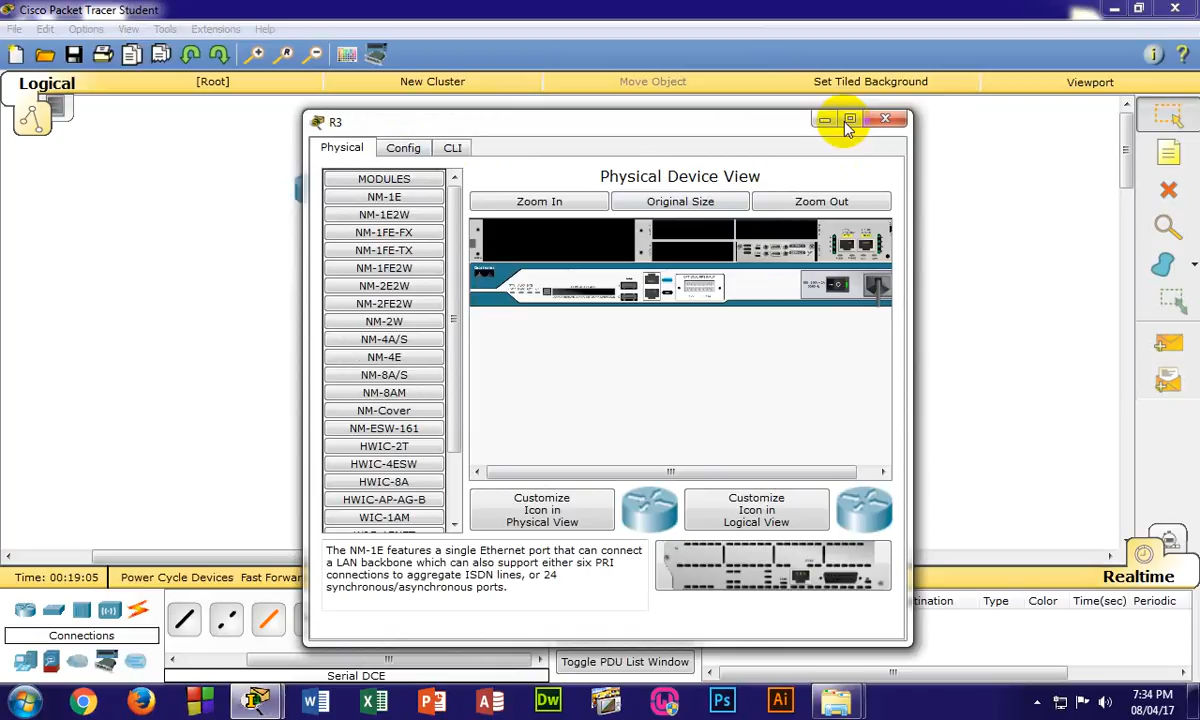 Cisco Packet Tracer Student
File Edit Options View Tools Extensions Help
Logical [Root] New Cluster Move Object Set Tiled Background Viewport
R3
Physical Config CLI
MODULES
NM-1E
NM-1E2W
NM-1FE-FX
NM-1FE-TX
NM-1FE2W
NM-2E2W
NM-2FE2W
NM-2W
NM-4A/S
NM-4E
NM-8A/S
NM-8AM
NM-Cover
NM-ESW-161
HWIC-2T
HWIC-4ESW
HWIC-8A
HWIC-AP-AG-B
WIC-1AM
Physical Device View
Zoom In Original Size Zoom Out
Customize
Icon in
Physical View
Customize
Icon in
Logical View
The NM-1E features a single Ethernet port that can connect
a LAN backbone which can also support either six PRI
connections to aggregate ISDN lines, or 24
synchronous/asynchronous ports.
Time: 00:19:05 Power Cycle Devices Fast Forwar
Realtime
Connections
Serial DCE
Toggle PDU List Window
tination Type Color Time(sec) Periodic
7:34 PM
08/04/17